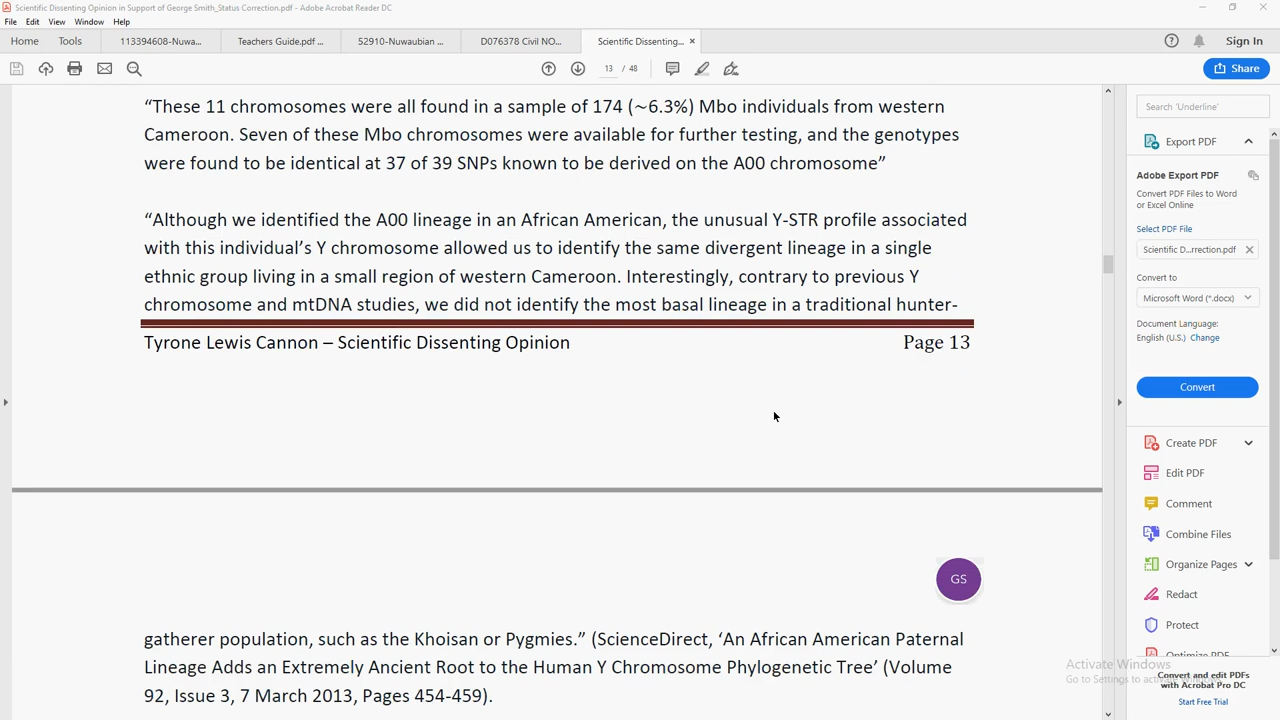 Scientific Dissenting Opinion in Support of George Smith_Status Correction.pdf - Adobe Acrobat Reader DC
File Edit View Window Help
Home Tools 113394608-Nuwa... Teachers Guide.pdf ... 52910-Nuwaubian ... D076378 Civil NO... Scientific Dissenting... × Sign In
13 / 48 Share
“These 11 chromosomes were all found in a sample of 174 (~6.3%) Mbo individuals from western
Cameroon. Seven of these Mbo chromosomes were available for further testing, and the genotypes
were found to be identical at 37 of 39 SNPs known to be derived on the A00 chromosome”
“Although we identified the A00 lineage in an African American, the unusual Y-STR profile associated
with this individual’s Y chromosome allowed us to identify the same divergent lineage in a single
ethnic group living in a small region of western Cameroon. Interestingly, contrary to previous Y
chromosome and mtDNA studies, we did not identify the most basal lineage in a traditional hunter-
Tyrone Lewis Cannon – Scientific Dissenting Opinion Page 13
GS
gatherer population, such as the Khoisan or Pygmies.” (ScienceDirect, ‘An African American Paternal
Lineage Adds an Extremely Ancient Root to the Human Y Chromosome Phylogenetic Tree’ (Volume
92, Issue 3, 7 March 2013, Pages 454-459).
Search 'Underline'
Export PDF
Adobe Export PDF
Convert PDF Files to Word
or Excel Online
Select PDF File
Scientific D...rrection.pdf
Convert to
Microsoft Word (*.docx)
Document Language:
English (U.S.) Change
Convert
Create PDF
Edit PDF
Comment
Combine Files
Organize Pages
Redact
Protect
Optimize PDF
Activate Windows
Go to Settings to activate
Convert and edit PDFs
with Acrobat Pro DC
Start Free Trial